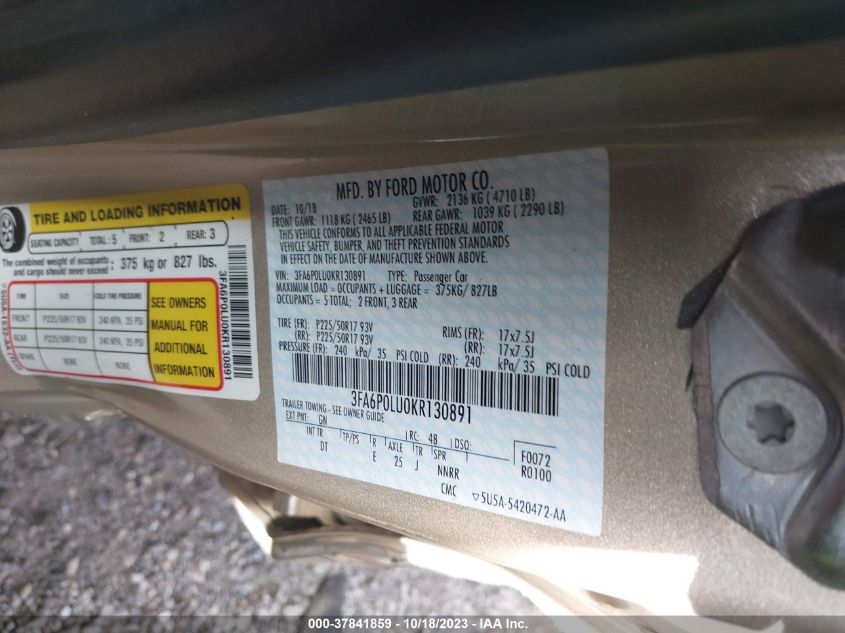 TIRE AND LOADING INFORMATION
SEATING CAPACITY TOTAL: 5 FRONT: 2 REAR: 3
The combined weight of occupants and cargo should never exceed : 375 kg or 827 lbs.
TIRE SIZE COLD TIRE PRESSURE
FRONT P225/50R17 93V 240 KPA, 35 PSI
REAR P225/50R17 93V 240 KPA, 35 PSI
SPARE NONE NONE
SEE OWNERS
MANUAL FOR
ADDITIONAL
INFORMATION
3FA6P0LU0KR130891
MFD. BY FORD MOTOR CO.
DATE: 10/18 GVWR: 2136 KG ( 4710 LB)
FRONT GAWR: 1118 KG ( 2465 LB) REAR GAWR: 1039 KG ( 2290 LB)
THIS VEHICLE CONFORMS TO ALL APPLICABLE FEDERAL MOTOR
VEHICLE SAFETY, BUMPER, AND THEFT PREVENTION STANDARDS
IN EFFECT ON THE DATE OF MANUFACTURE SHOWN ABOVE.
VIN: 3FA6P0LU0KR130891 TYPE: Passenger Car
MAXIMUM LOAD = OCCUPANTS + LUGGAGE = 375KG/ 827LB
OCCUPANTS = 5 TOTAL; 2 FRONT, 3 REAR
TIRE (FR): P225/50R17 93V RIMS (FR): 17x7.5J
(RR): P225/50R17 93V (RR): 17x7.5J
PRESSURE (FR): 240 kPa/ 35 PSI COLD (RR): 240 kPa/ 35 PSI COLD
3FA6P0LU0KR130891
TRAILER TOWING - SEE OWNER GUIDE
EXT PNT: GN RC: 48 DSO: F0072
INT TR TP/PS R AXLE TR SPR T R0100
DT E 25 J NNRR
CMC ▽5U5A-5420472-AA
000-37841859 - 10/18/2023 - IAA Inc.